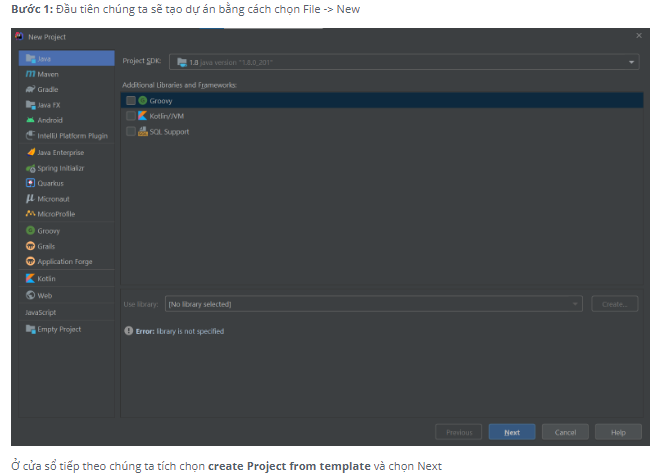 Bước 1: Đầu tiên chúng ta sẽ tạo dự án bằng cách chọn File -> New
New Project
Java
Maven
Gradle
Java FX
Android
IntelliJ Platform Plugin
Java Enterprise
Spring Initializr
Quarkus
Micronaut
MicroProfile
Groovy
Grails
Application Forge
Kotlin
Web
JavaScript
Empty Project
Project SDK: 1.8 java version "1.8.0_201"
Additional Libraries and Frameworks:
Groovy
Kotlin/JVM
SQL Support
Use library: [No library selected] Create...
Error: library is not specified
Previous Next Cancel Help
Ở cửa sổ tiếp theo chúng ta tích chọn create Project from template và chọn Next